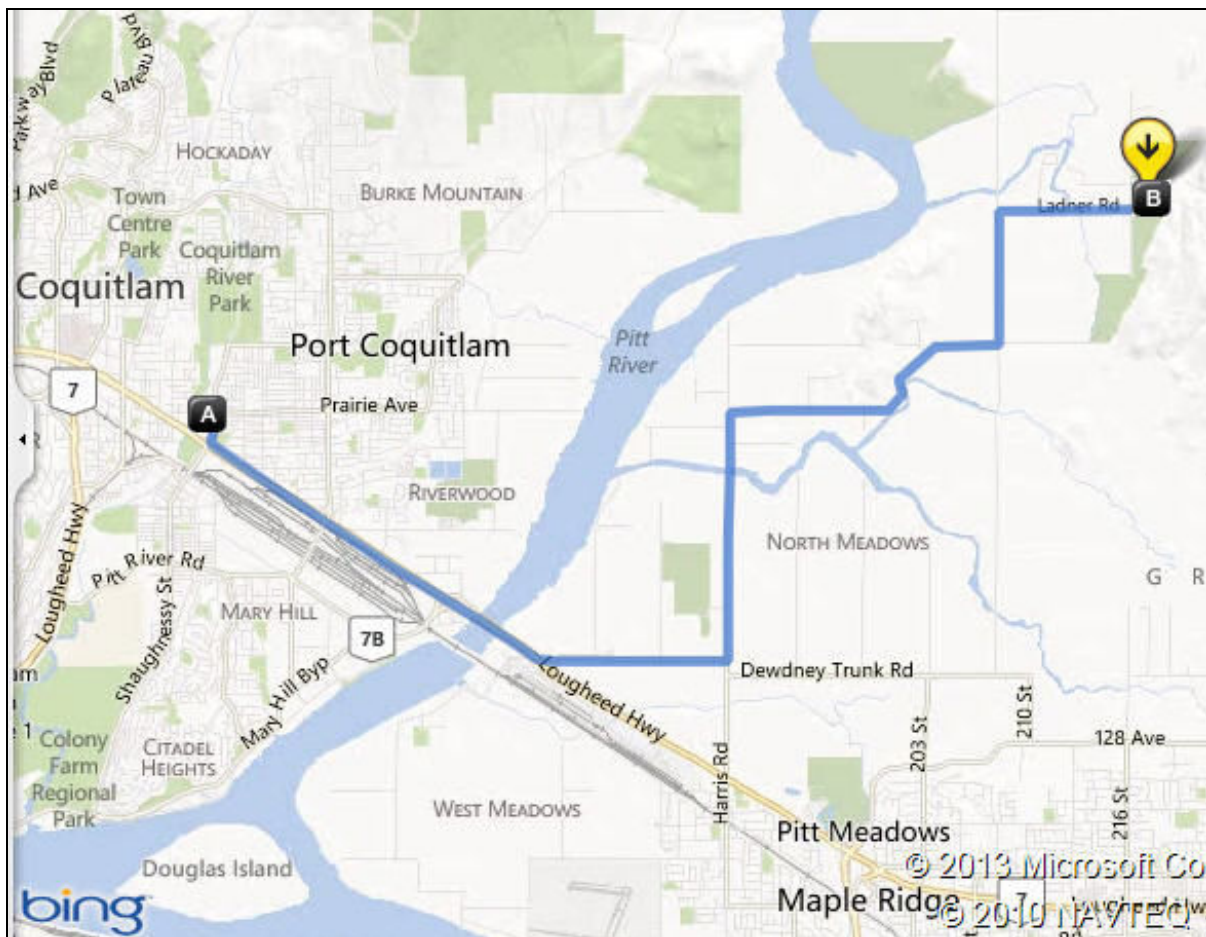 Plateau Blvd
Parkway Blvd
HOCKADAY
d Ave
Town
Centre
Park
BURKE MOUNTAIN
Coquitlam
River
Park
Ladner Rd
B
Coquitlam
Port Coquitlam
Pitt
River
7
A
Prairie Ave
RIVERWOOD
Lougheed Hwy
Pitt River Rd
NORTH MEADOWS
G R
Shaughnessy St
MARY HILL
7B
Mary Hill Byp
Lougheed Hwy
Dewdney Trunk Rd
am
e 1
Colony
Farm
Regional
Park
CITADEL
HEIGHTS
Harris Rd
203 St
210 St
128 Ave
216 St
WEST MEADOWS
Pitt Meadows
Douglas Island
© 2013 Microsoft Co
Maple Ridge
7
bing
© 2010 NAVTEQ